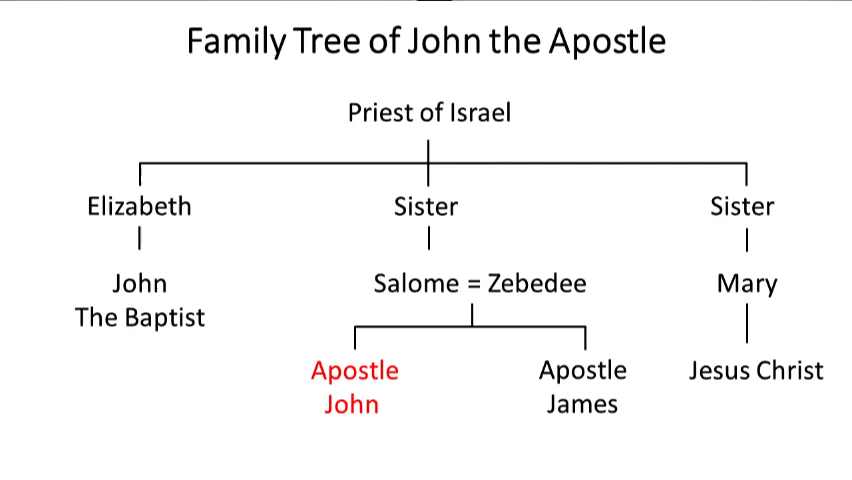 Family Tree of John the Apostle
Priest of Israel
Elizabeth
Sister
Sister
John
The Baptist
Salome = Zebedee
Mary
Apostle
John
Apostle
James
Jesus Christ